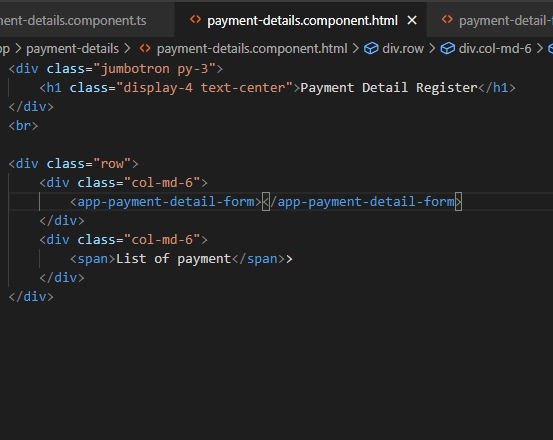 nent-details.component.ts
<> payment-details.component.html ×
<> payment-detail-f
pp > payment-details > <> payment-details.component.html > div.row > div.col-md-6 >
<div class="jumbotron py-3">
    <h1 class="display-4 text-center">Payment Detail Register</h1>
</div>
<br>

<div class="row">
    <div class="col-md-6">
        <app-payment-detail-form></app-payment-detail-form>
    </div>
    <div class="col-md-6">
        <span>List of payment</span>>
    </div>
</div>